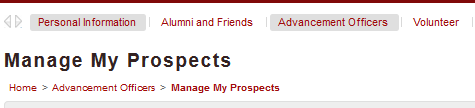 Personal Information Alumni and Friends Advancement Officers Volunteer
Manage My Prospects
Home > Advancement Officers > Manage My Prospects